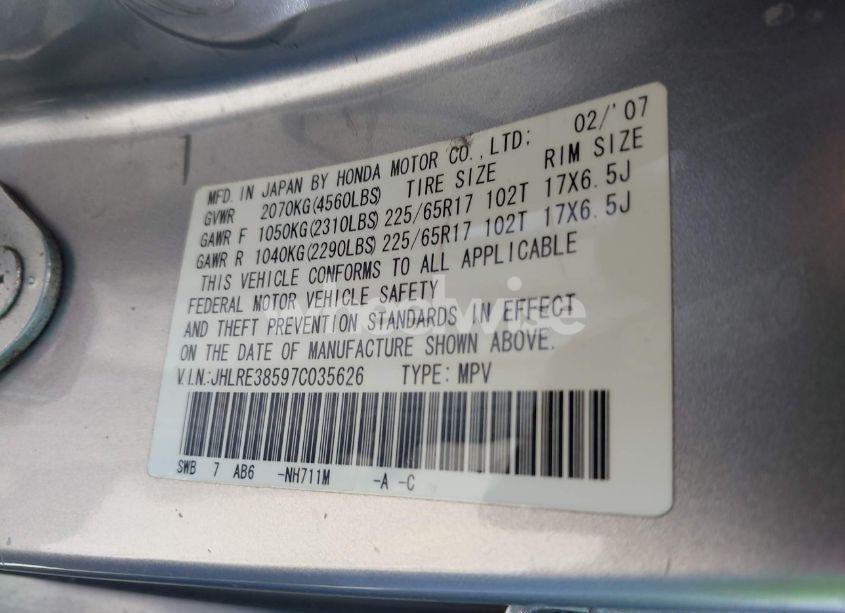 MFD. IN JAPAN BY HONDA MOTOR CO.,LTD; 02/'07
GVWR 2070KG(4560LBS) TIRE SIZE RIM SIZE
GAWR F 1050KG(2310LBS) 225/65R17 102T 17X6.5J
GAWR R 1040KG(2290LBS) 225/65R17 102T 17X6.5J
THIS VEHICLE CONFORMS TO ALL APPLICABLE
FEDERAL MOTOR VEHICLE SAFETY
AND THEFT PREVENTION STANDARDS IN EFFECT
ON THE DATE OF MANUFACTURE SHOWN ABOVE.
V.I.N.:JHLRE38597C035626 TYPE:MPV
SWB 7 AB6 -NH711M -A -C